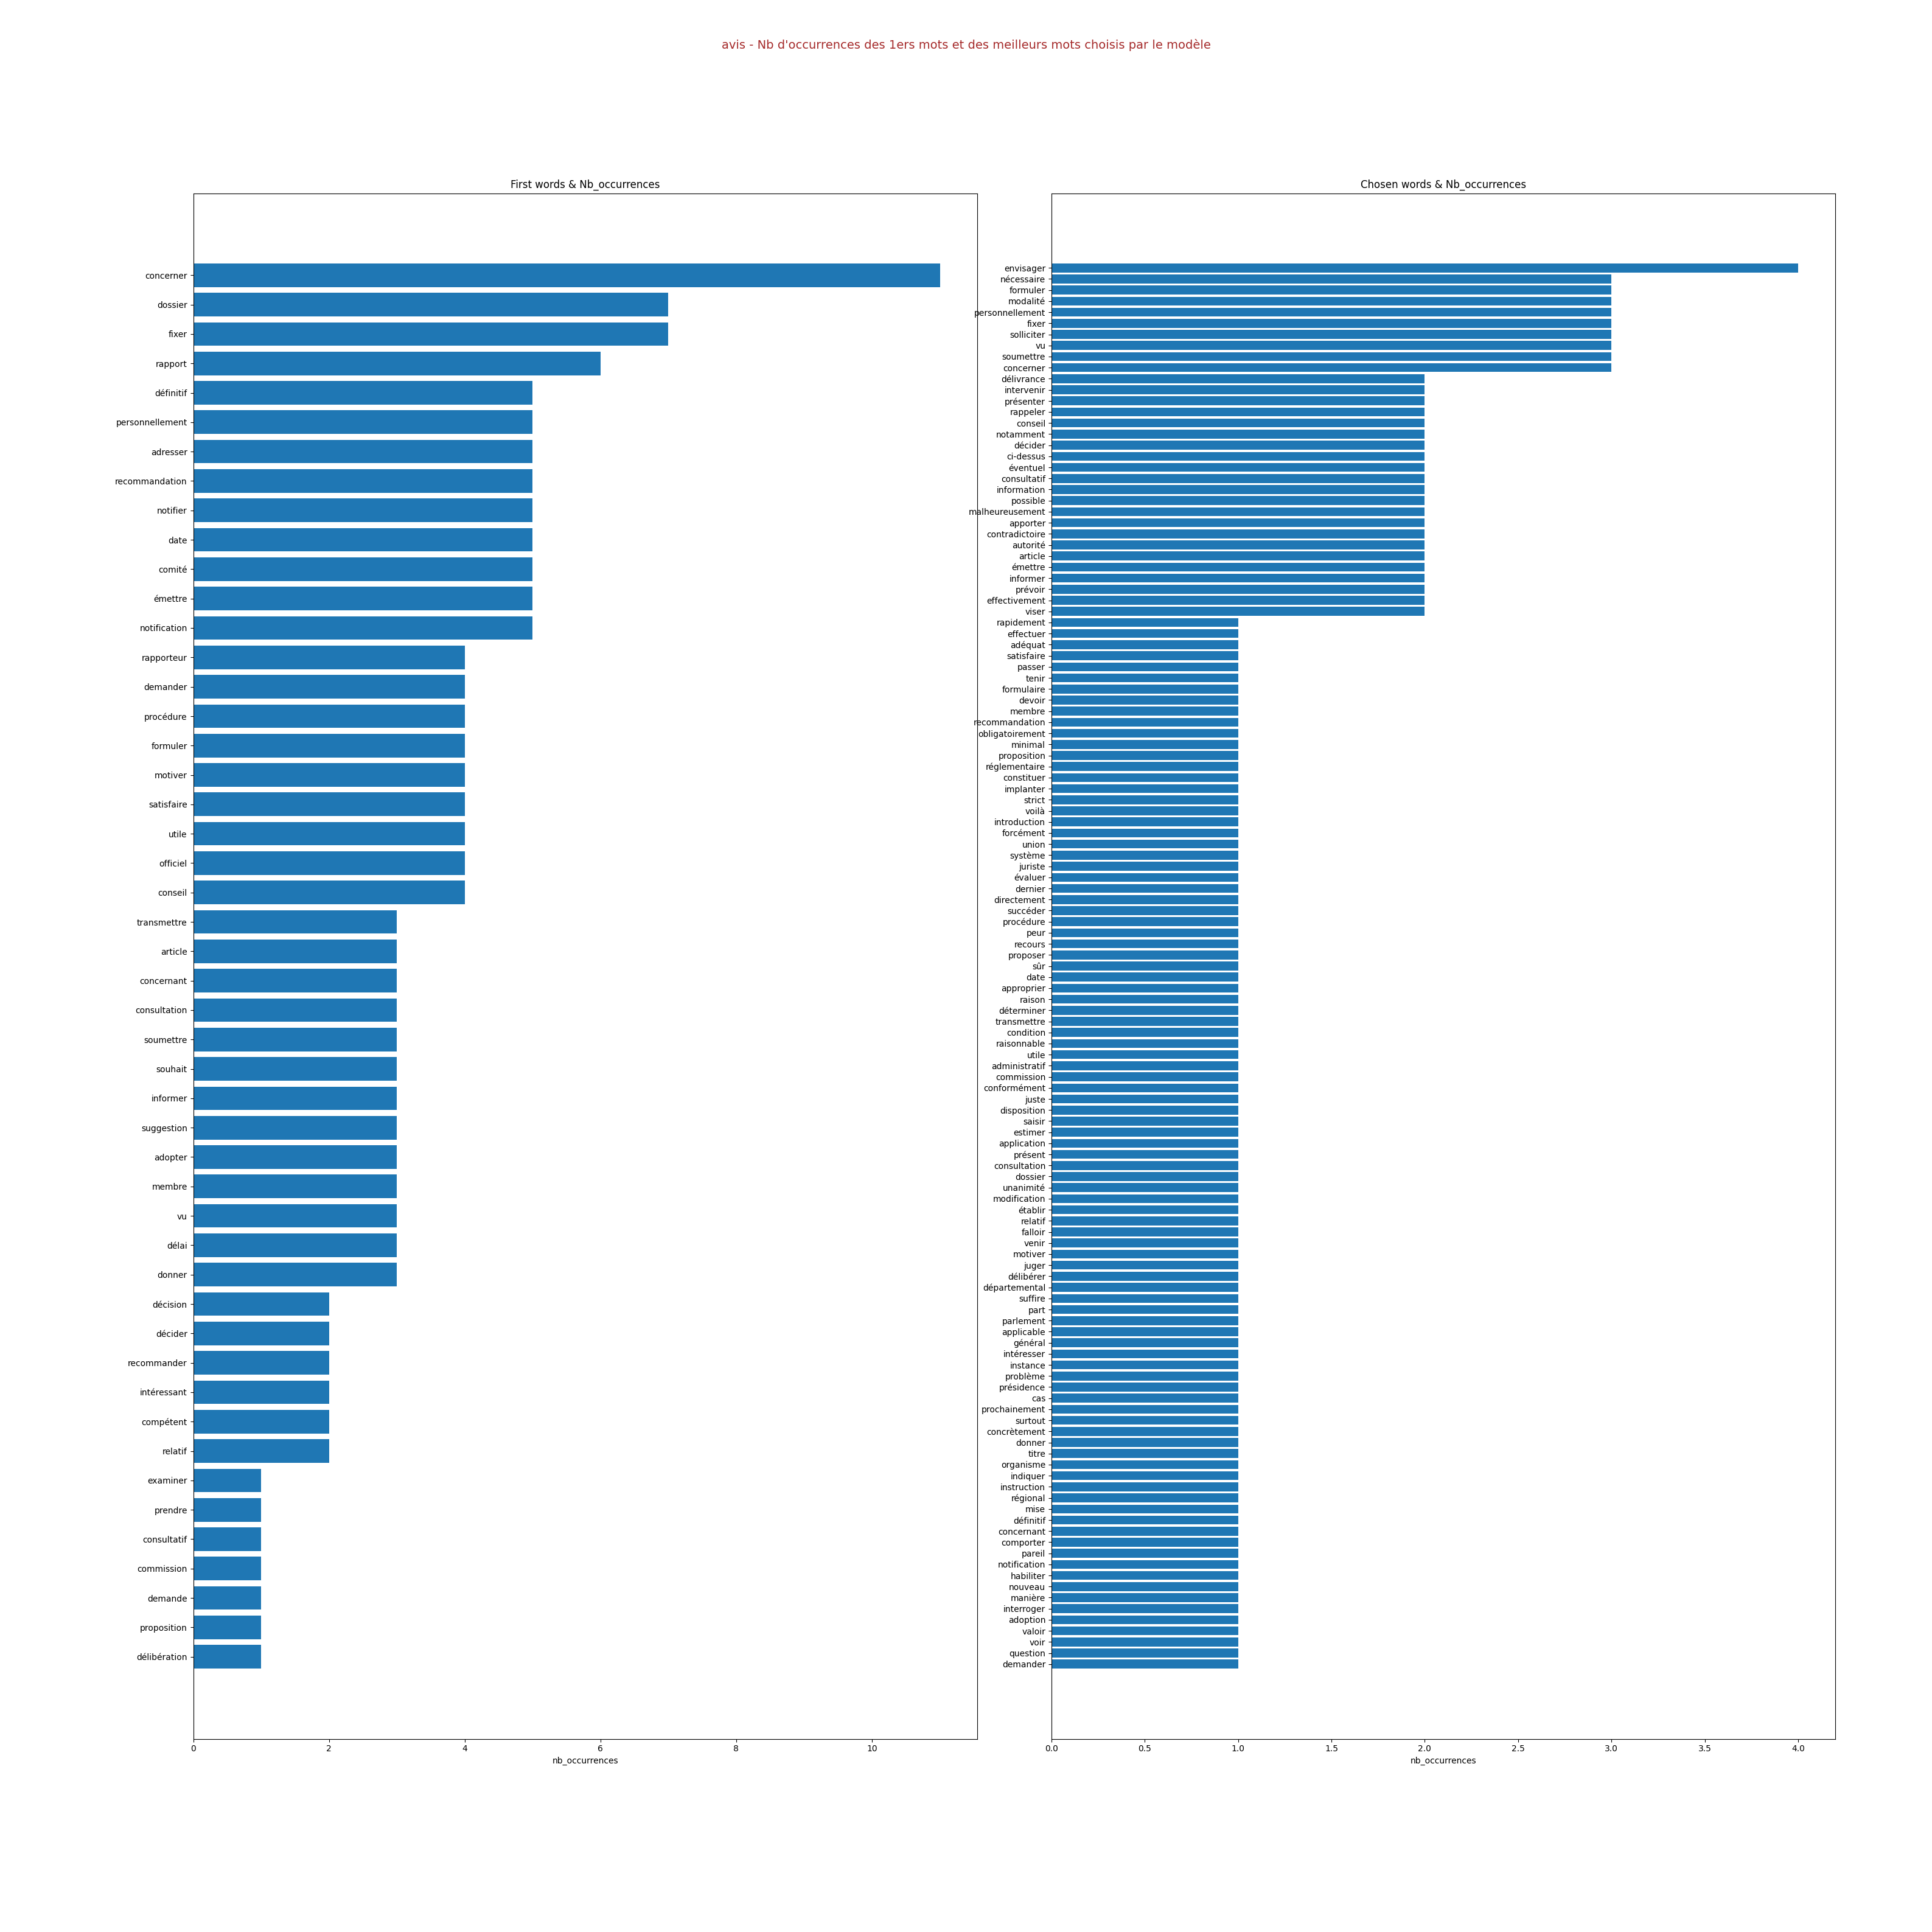 avis - Nb d'occurrences des 1ers mots et des meilleurs mots choisis par le modèle
First words & Nb_occurrences
concerner
dossier
fixer
rapport
définitif
personnellement
adresser
recommandation
notifier
date
comité
émettre
notification
rapporteur
demander
procédure
formuler
motiver
satisfaire
utile
officiel
conseil
transmettre
article
concernant
consultation
soumettre
souhait
informer
suggestion
adopter
membre
vu
délai
donner
décision
décider
recommander
intéressant
compétent
relatif
examiner
prendre
consultatif
commission
demande
proposition
délibération
0 2 4 6 8 10
nb_occurrences
Chosen words & Nb_occurrences
envisager
nécessaire
formuler
modalité
personnellement
fixer
solliciter
vu
soumettre
concerner
délivrance
intervenir
présenter
rappeler
conseil
notamment
décider
ci-dessus
éventuel
consultatif
information
possible
malheureusement
apporter
contradictoire
autorité
article
émettre
informer
prévoir
effectivement
viser
rapidement
effectuer
adéquat
satisfaire
passer
tenir
formulaire
devoir
membre
recommandation
obligatoirement
minimal
proposition
réglementaire
constituer
implanter
strict
voilà
introduction
forcément
union
système
juriste
évaluer
dernier
directement
succéder
procédure
peur
recours
proposer
sûr
date
approprier
raison
déterminer
transmettre
condition
raisonnable
utile
administratif
commission
conformément
juste
disposition
saisir
estimer
application
présent
consultation
dossier
unanimité
modification
établir
relatif
falloir
venir
motiver
juger
délibérer
départemental
suffire
part
parlement
applicable
général
intéresser
instance
problème
présidence
cas
prochainement
surtout
concrètement
donner
titre
organisme
indiquer
instruction
régional
mise
définitif
concernant
comporter
pareil
notification
habiliter
nouveau
manière
interroger
adoption
valoir
voir
question
demander
0.0 0.5 1.0 1.5 2.0 2.5 3.0 3.5 4.0
nb_occurrences